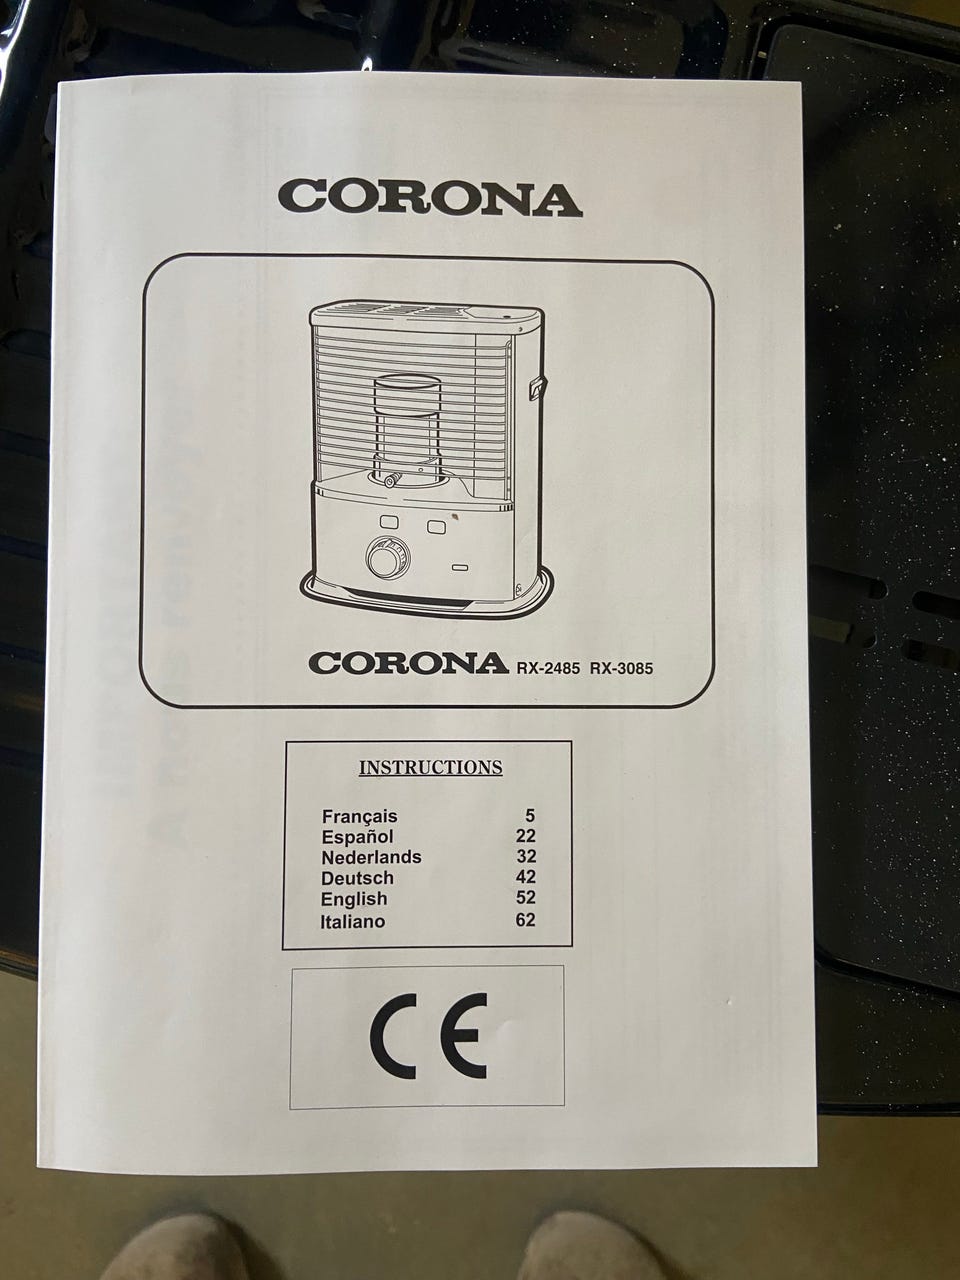 CORONA
CORONA RX-2485 RX-3085
INSTRUCTIONS
Français 5
Español 22
Nederlands 32
Deutsch 42
English 52
Italiano 62
CE